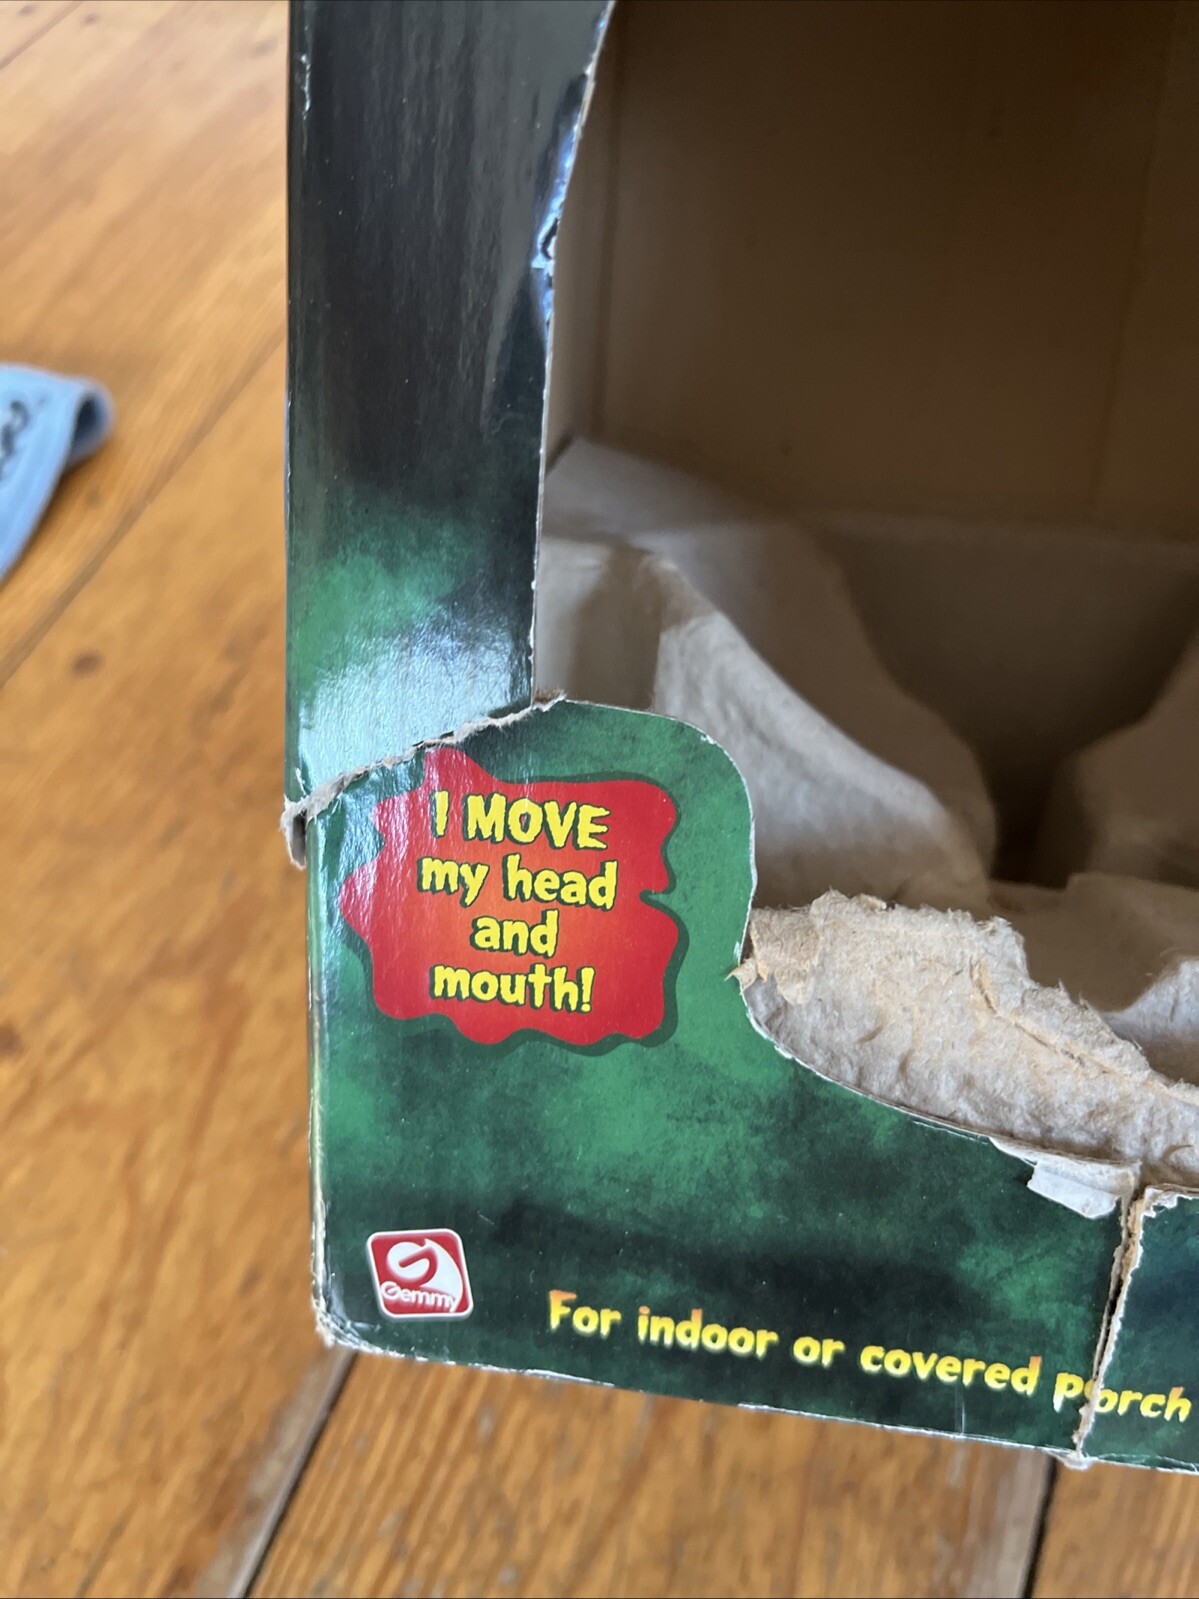 I MOVE
my head
and
mouth!
Gemmy
For indoor or covered porch